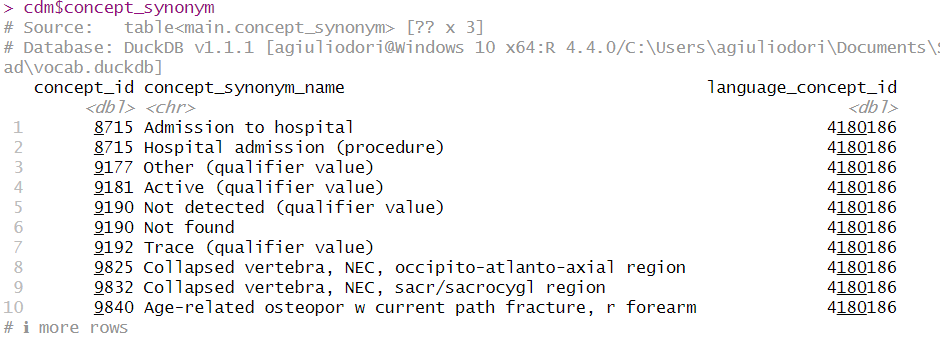 > cdm$concept_synonym
# Source:   table<main.concept_synonym> [?? x 3]
# Database: DuckDB v1.1.1 [agiuliodori@Windows 10 x64:R 4.4.0/C:\Users\agiuliodori\Documents\S
ad\vocab.duckdb]
   concept_id concept_synonym_name                                 language_concept_id
        <dbl> <chr>                                                              <dbl>
 1       8715 Admission to hospital                                            4180186
 2       8715 Hospital admission (procedure)                                   4180186
 3       9177 Other (qualifier value)                                          4180186
 4       9181 Active (qualifier value)                                         4180186
 5       9190 Not detected (qualifier value)                                   4180186
 6       9190 Not found                                                        4180186
 7       9192 Trace (qualifier value)                                          4180186
 8       9825 Collapsed vertebra, NEC, occipito-atlanto-axial region           4180186
 9       9832 Collapsed vertebra, NEC, sacr/sacrocygl region                   4180186
10       9840 Age-related osteopor w current path fracture, r forearm          4180186
# ℹ more rows